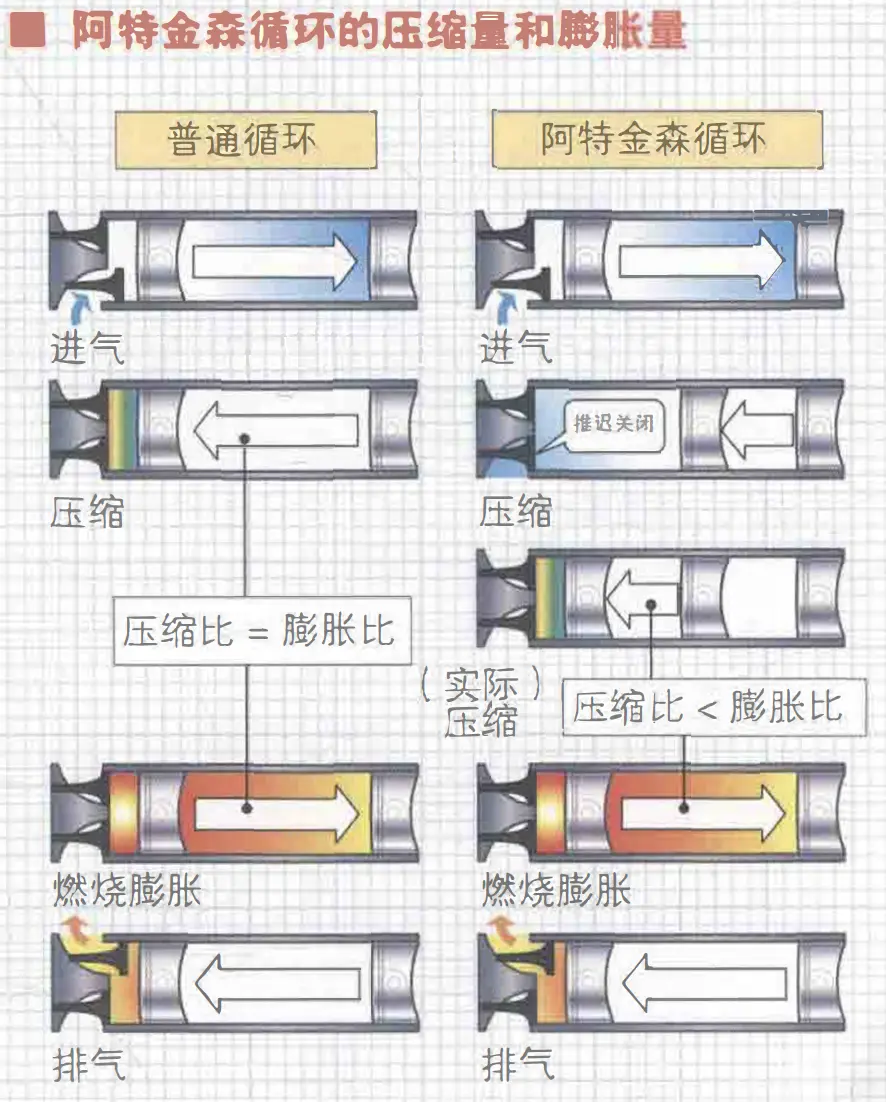 阿特金森循环的压缩量和膨胀量
普通循环
阿特金森循环
进气
进气
推迟关闭
压缩
压缩
压缩比 = 膨胀比
（实际）
压缩
压缩比 < 膨胀比
燃烧膨胀
燃烧膨胀
排气
排气